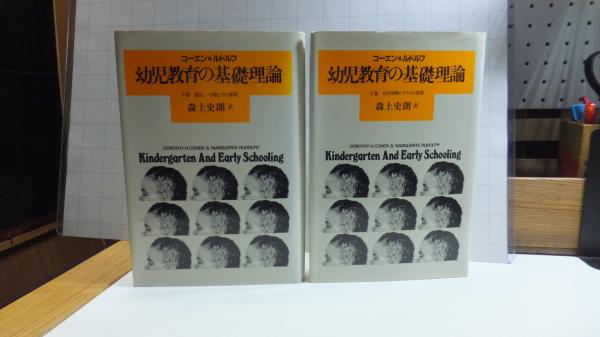 コーエン&ルドルフ
幼児教育の基礎理論
森上史朗 訳
DOROTHY H.COHEN & MARGUERITA RUDOLPH
Kindergarten And Early Schooling
コーエン&ルドルフ
幼児教育の基礎理論
森上史朗 訳
DOROTHY H.COHEN & MARGUERITA RUDOLPH
Kindergarten And Early Schooling